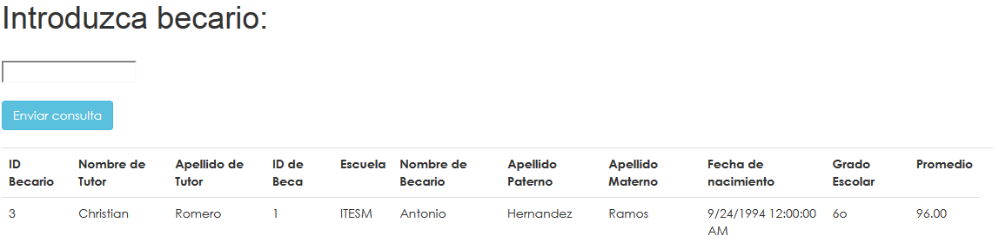 Introduzca becario:
Enviar consulta
ID Nombre de Apellido de ID de Escuela Nombre de Apellido Apellido Fecha de Grado Promedio
Becario Tutor Tutor Beca Becario Paterno Materno nacimiento Escolar
3 Christian Romero 1 ITESM Antonio Hernandez Ramos 9/24/1994 12:00:00 6o 96.00
AM